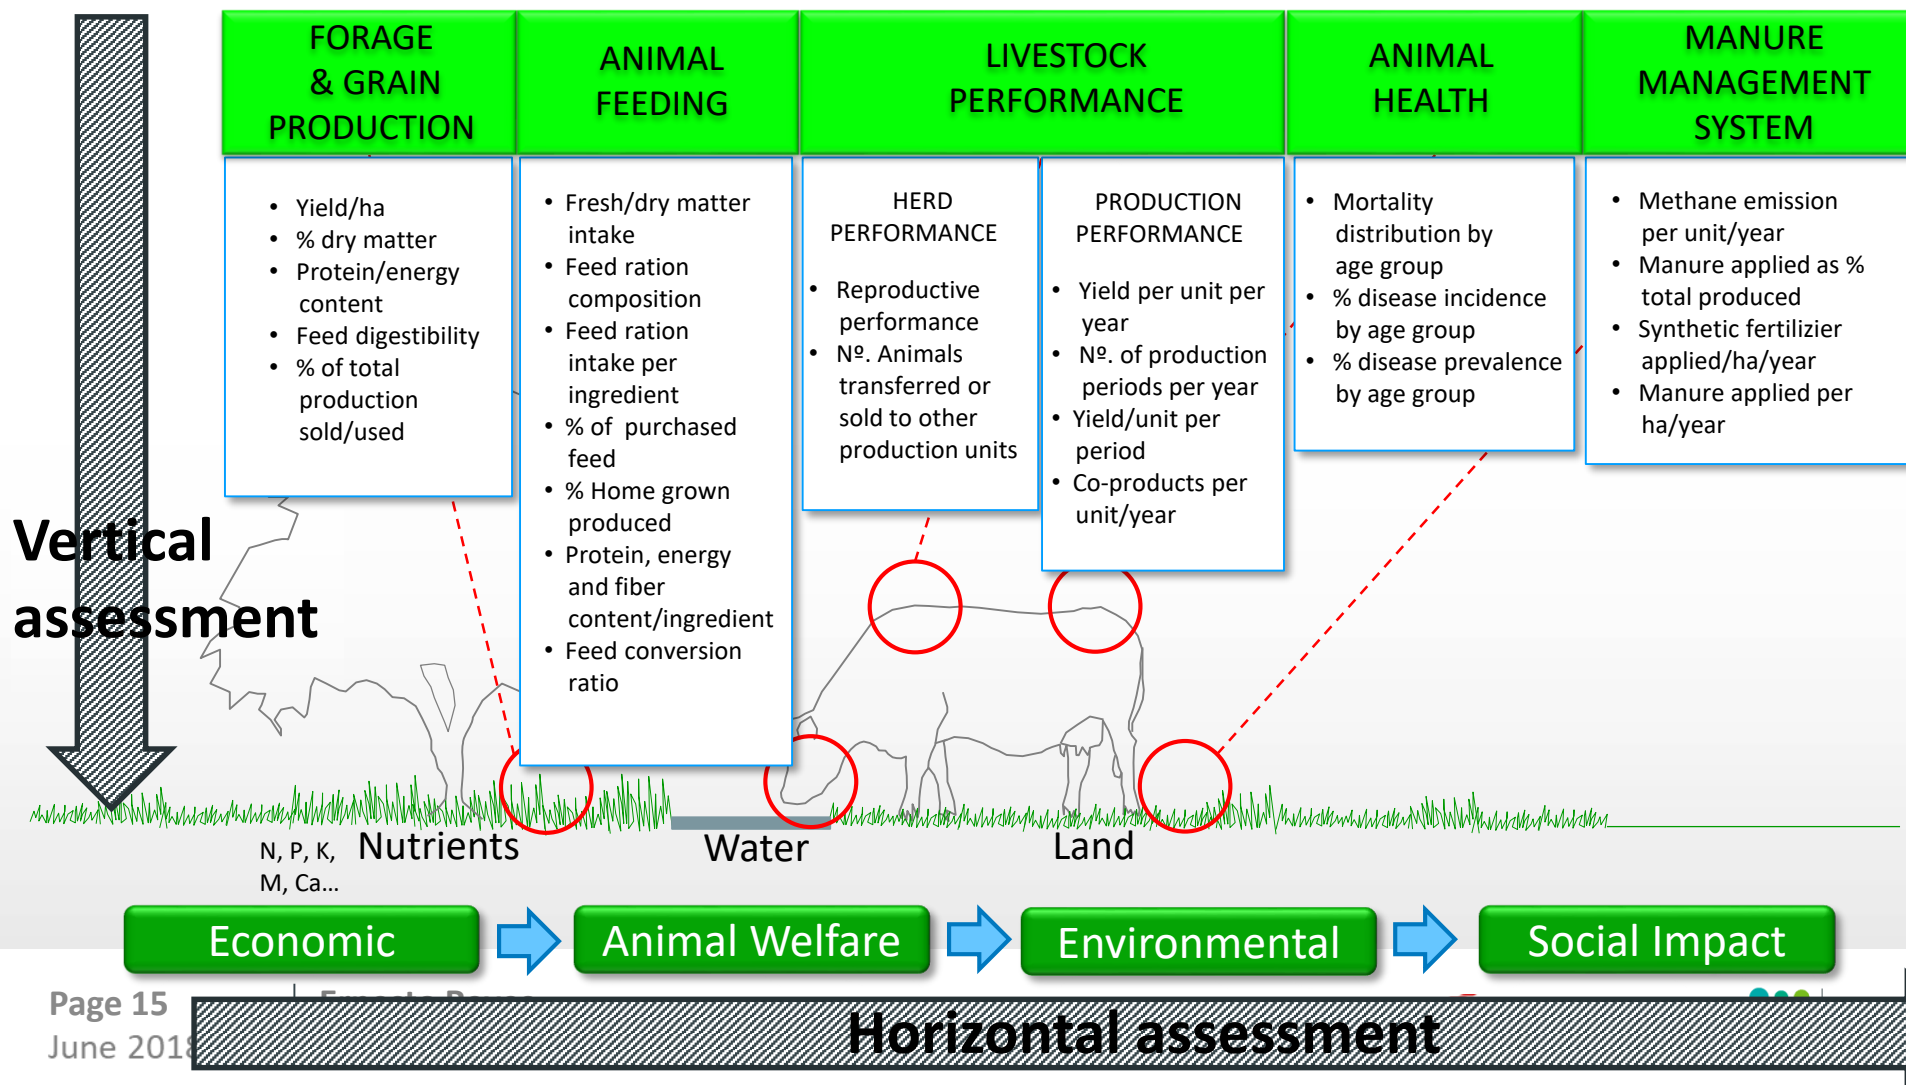 FORAGE
& GRAIN
PRODUCTION
ANIMAL
FEEDING
LIVESTOCK
PERFORMANCE
ANIMAL
HEALTH
MANURE
MANAGEMENT
SYSTEM
• Yield/ha
• % dry matter
• Protein/energy
content
• Feed digestibility
• % of total
production
sold/used
• Fresh/dry matter
intake
• Feed ration
composition
• Feed ration
intake per
ingredient
• % of purchased
feed
• % Home grown
produced
• Protein, energy
and fiber
content/ingredient
• Feed conversion
ratio
HERD
PERFORMANCE
• Reproductive
performance
• Nº. Animals
transferred or
sold to other
production units
PRODUCTION
PERFORMANCE
• Yield per unit per
year
• Nº. of production
periods per year
• Yield/unit per
period
• Co-products per
unit/year
• Mortality
distribution by
age group
• % disease incidence
by age group
• % disease prevalence
by age group
• Methane emission
per unit/year
• Manure applied as %
total produced
• Synthetic fertilizier
applied/ha/year
• Manure applied per
ha/year
Vertical
assessment
Nutrients
Water
Land
N, P, K,
M, Ca…
Economic
Animal Welfare
Environmental
Social Impact
Page 15
June 2018
Horizontal assessment